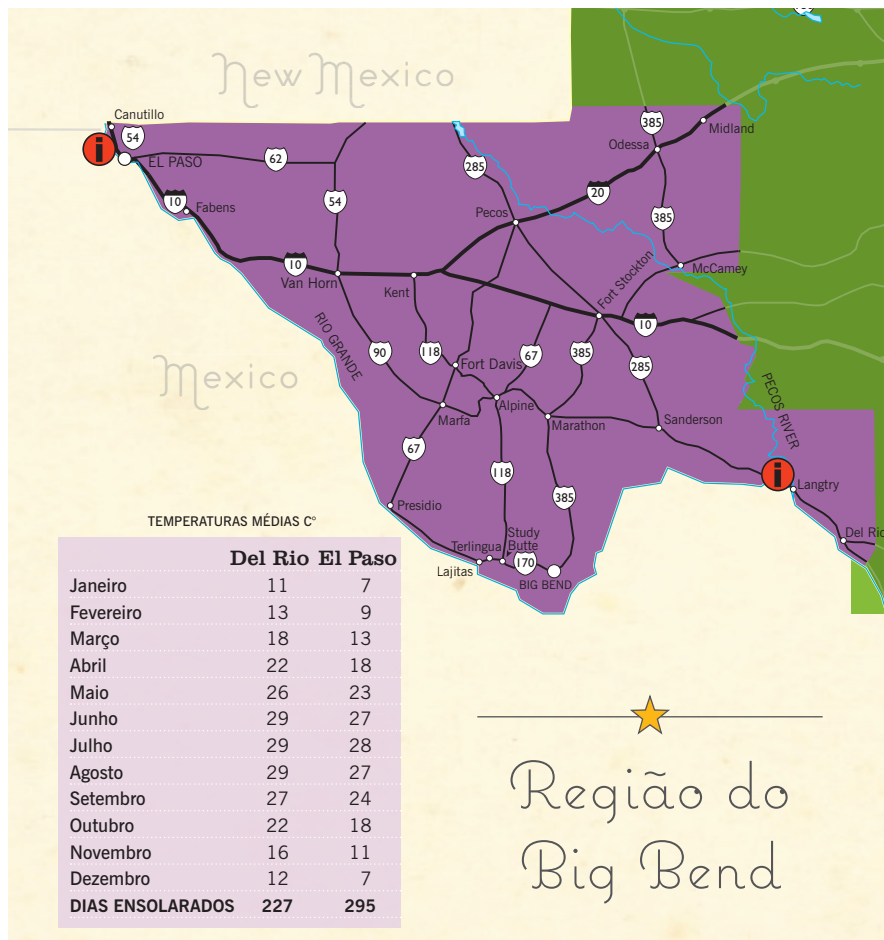 New Mexico
Canutillo
54
i
EL PASO
62
385
Midland
Odessa
285
20
10
Fabens
54
Pecos
385
10
Van Horn
Kent
Fort Stockton
McCamey
10
RIO GRANDE
Mexico
90
118
Fort Davis
67
385
285
PECOS RIVER
Marfa
Alpine
Marathon
Sanderson
67
118
385
i
Langtry
Presidio
Del Rio
Study
Butte
Terlingua
Lajitas
170
BIG BEND
TEMPERATURAS MÉDIAS Cº
Del Rio El Paso
Janeiro 11 7
Fevereiro 13 9
Março 18 13
Abril 22 18
Maio 26 23
Junho 29 27
Julho 29 28
Agosto 29 27
Setembro 27 24
Outubro 22 18
Novembro 16 11
Dezembro 12 7
DIAS ENSOLARADOS 227 295
Região do
Big Bend